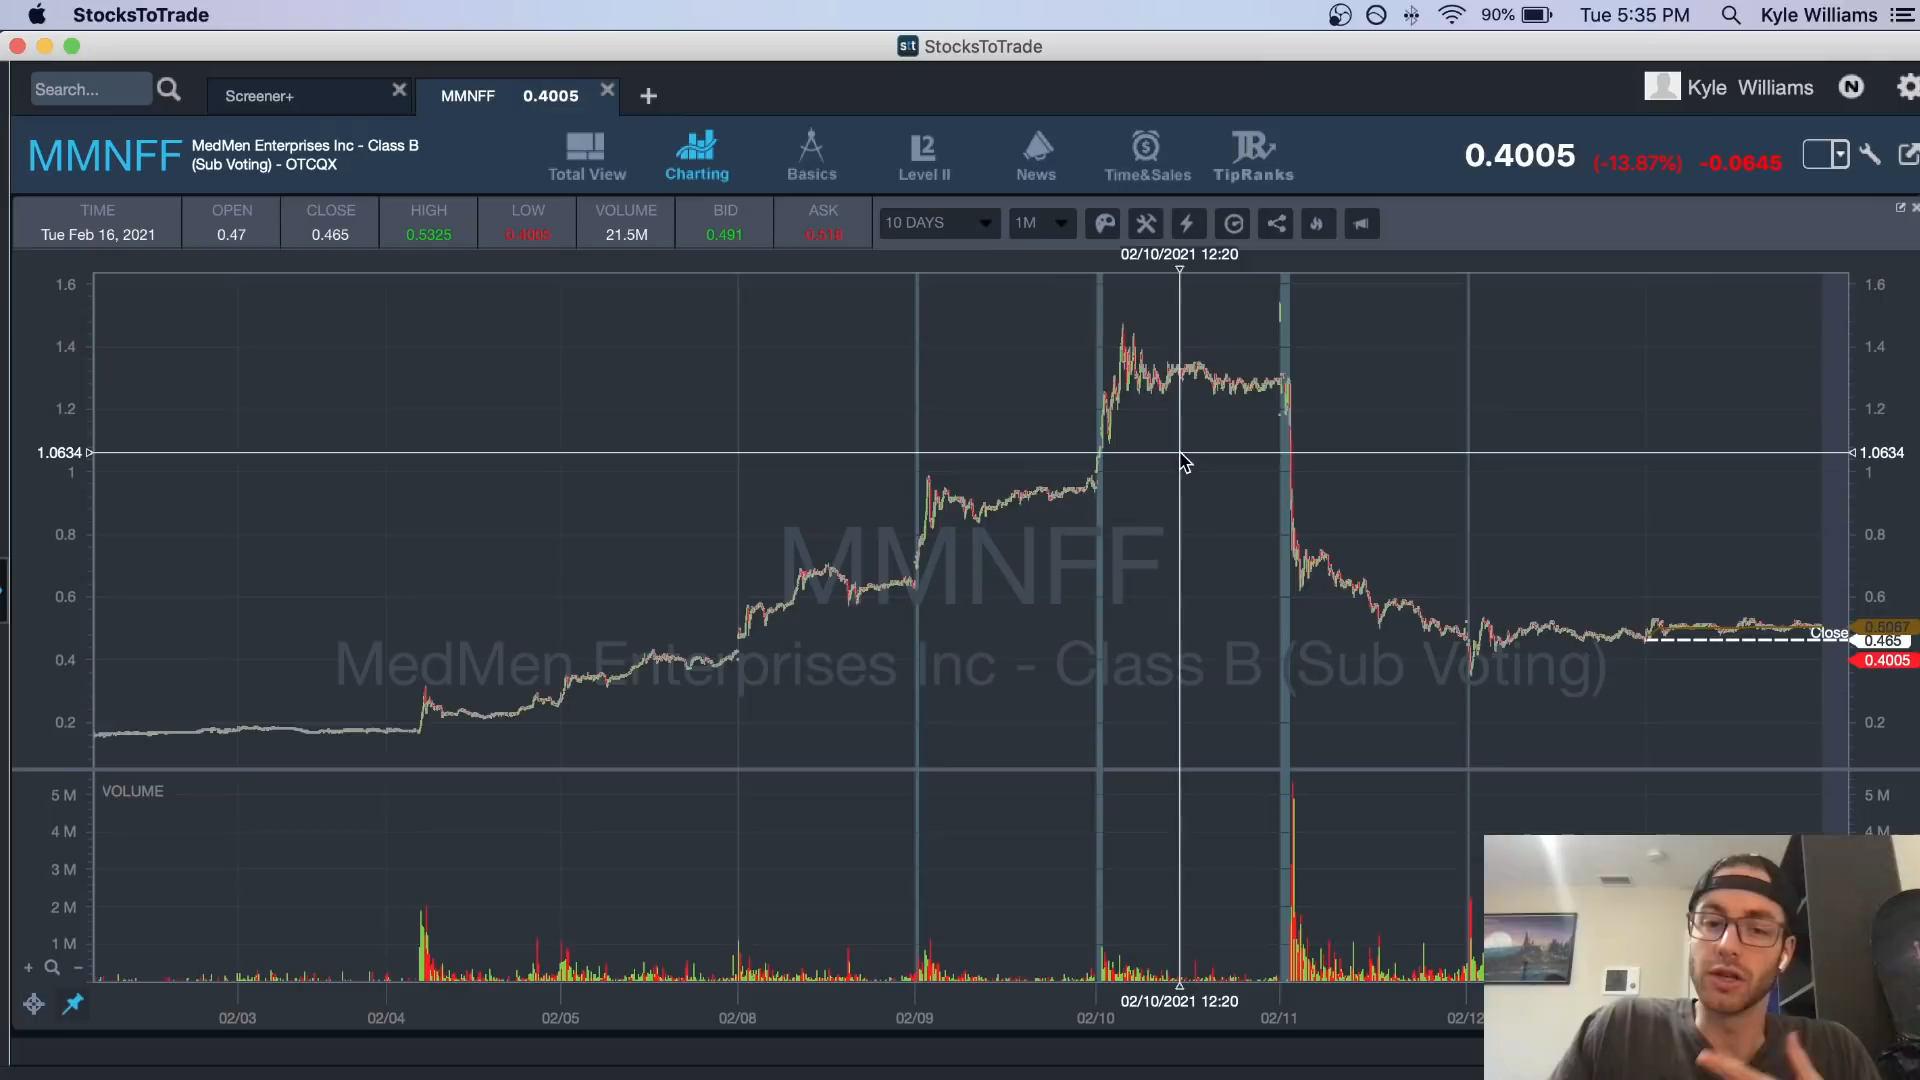 StocksToTrade
90%
Tue 5:35 PM
Kyle Williams
stt StocksToTrade
Search...
Screener+
MMNFF 0.4005
Kyle Williams
N
MMNFF
MedMen Enterprises Inc - Class B
(Sub Voting) - OTCQX
Total View
Charting
Basics
L2
Level II
News
Time&Sales
TipRanks
0.4005 (-13.87%) -0.0645
TIME OPEN CLOSE HIGH LOW VOLUME BID ASK
Tue Feb 16, 2021 0.47 0.465 0.5325 0.4005 21.5M 0.491 0.518
10 DAYS
1M
02/10/2021 12:20
1.6 1.6
1.4 1.4
1.2 1.2
1.0634 1.0634
1 1
0.8 0.8
MMNFF
0.6 0.6
0.5067
Close
0.465
0.4 0.4005
MedMen Enterprises Inc - Class B (Sub Voting)
0.2 0.2
VOLUME
5 M 5 M
4 M 4 M
3 M
2 M
1 M
02/10/2021 12:20
02/03 02/04 02/05 02/08 02/09 02/10 02/11 02/12